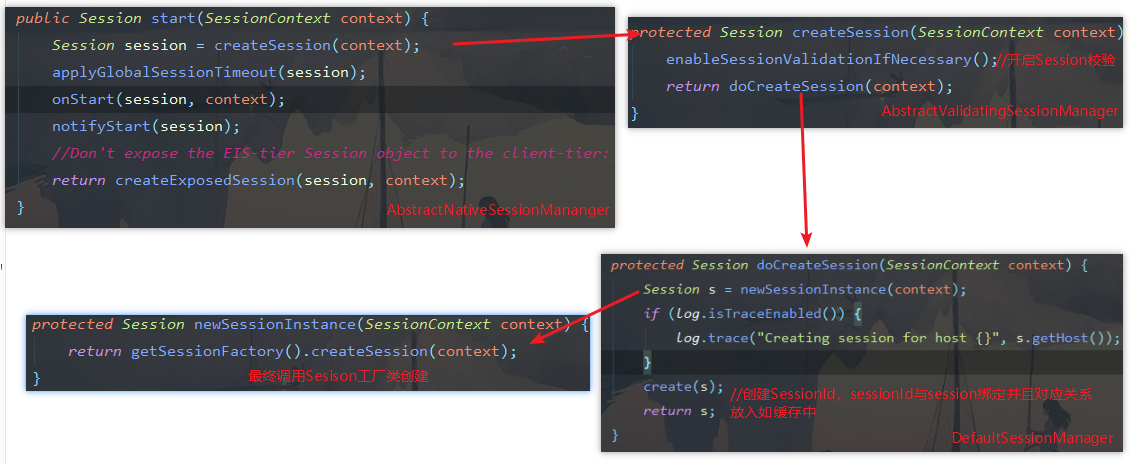 public Session start(SessionContext context) {
Session session = createSession(context);
applyGlobalSessionTimeout(session);
onStart(session, context);
notifyStart(session);
//Don't expose the EIS-tier Session object to the client-tier:
return createExposedSession(session, context);
}
AbstractNativeSessionMananger
protected Session createSession(SessionContext context)
enableSessionValidationIfNecessary(); //开启Session校验
return doCreateSession(context);
}
AbstractValidatingSessionManager
protected Session doCreateSession(SessionContext context) {
Session s = newSessionInstance(context);
if (log.isTraceEnabled()) {
log.trace("Creating session for host {}", s.getHost());
}
create(s); //创建SessionId，sessionId与session绑定并且对应关系
return s; 放入如缓存中
}
DefaultSessionManager
protected Session newSessionInstance(SessionContext context) {
return getSessionFactory().createSession(context);
}
最终调用Sesison工厂类创建